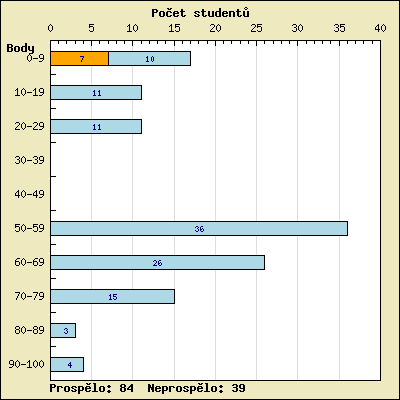 Počet studentů
0 5 10 15 20 25 30 35 40
Body
0-9 7 10
10-19 11
20-29 11
30-39
40-49
50-59 36
60-69 26
70-79 15
80-89 3
90-100 4
Prospělo: 84 Neprospělo: 39